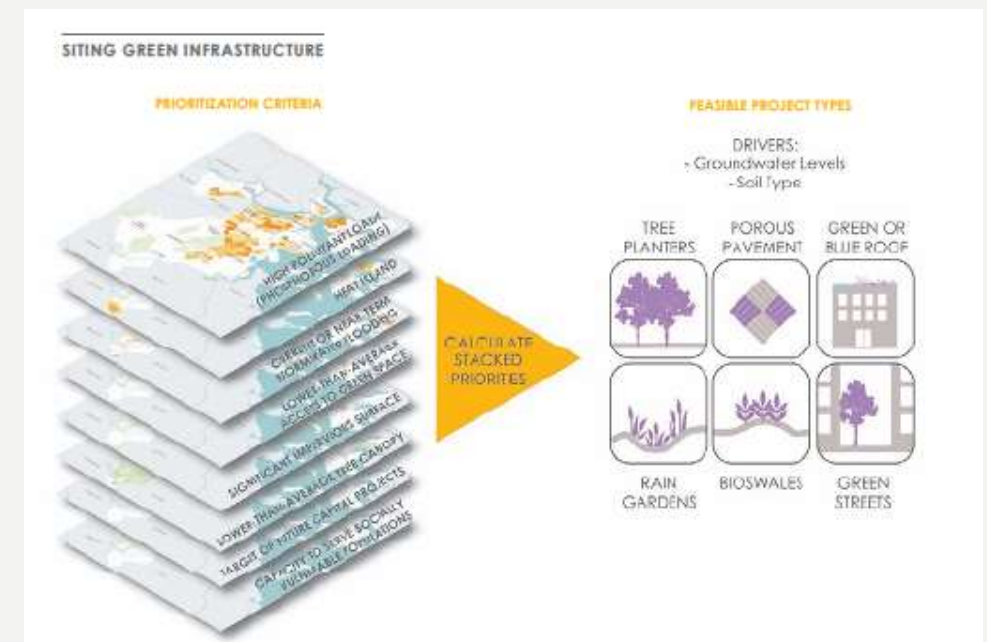 SITING GREEN INFRASTRUCTURE
PRIORITIZATION CRITERIA
HIGH POLLUTANT LOADS
(PHOSPHOROUS LOADING)
HEAT ISLAND
CURRENT OR NEAR TERM
STORMWATER FLOODING
LOWER-THAN-AVERAGE
ACCESS TO GREEN SPACE
SIGNIFICANT IMPERVIOUS SURFACE
LOWER-THAN-AVERAGE TREE CANOPY
TARGET OF FUTURE CAPITAL PROJECTS
CAPACITY TO SERVE SOCIALLY
VULNERABLE POPULATIONS
CALCULATE
STACKED
PRIORITIES
FEASIBLE PROJECT TYPES
DRIVERS:
- Groundwater Levels
- Soil Type
TREE
PLANTERS
POROUS
PAVEMENT
GREEN OR
BLUE ROOF
RAIN
GARDENS
BIOSWALES
GREEN
STREETS